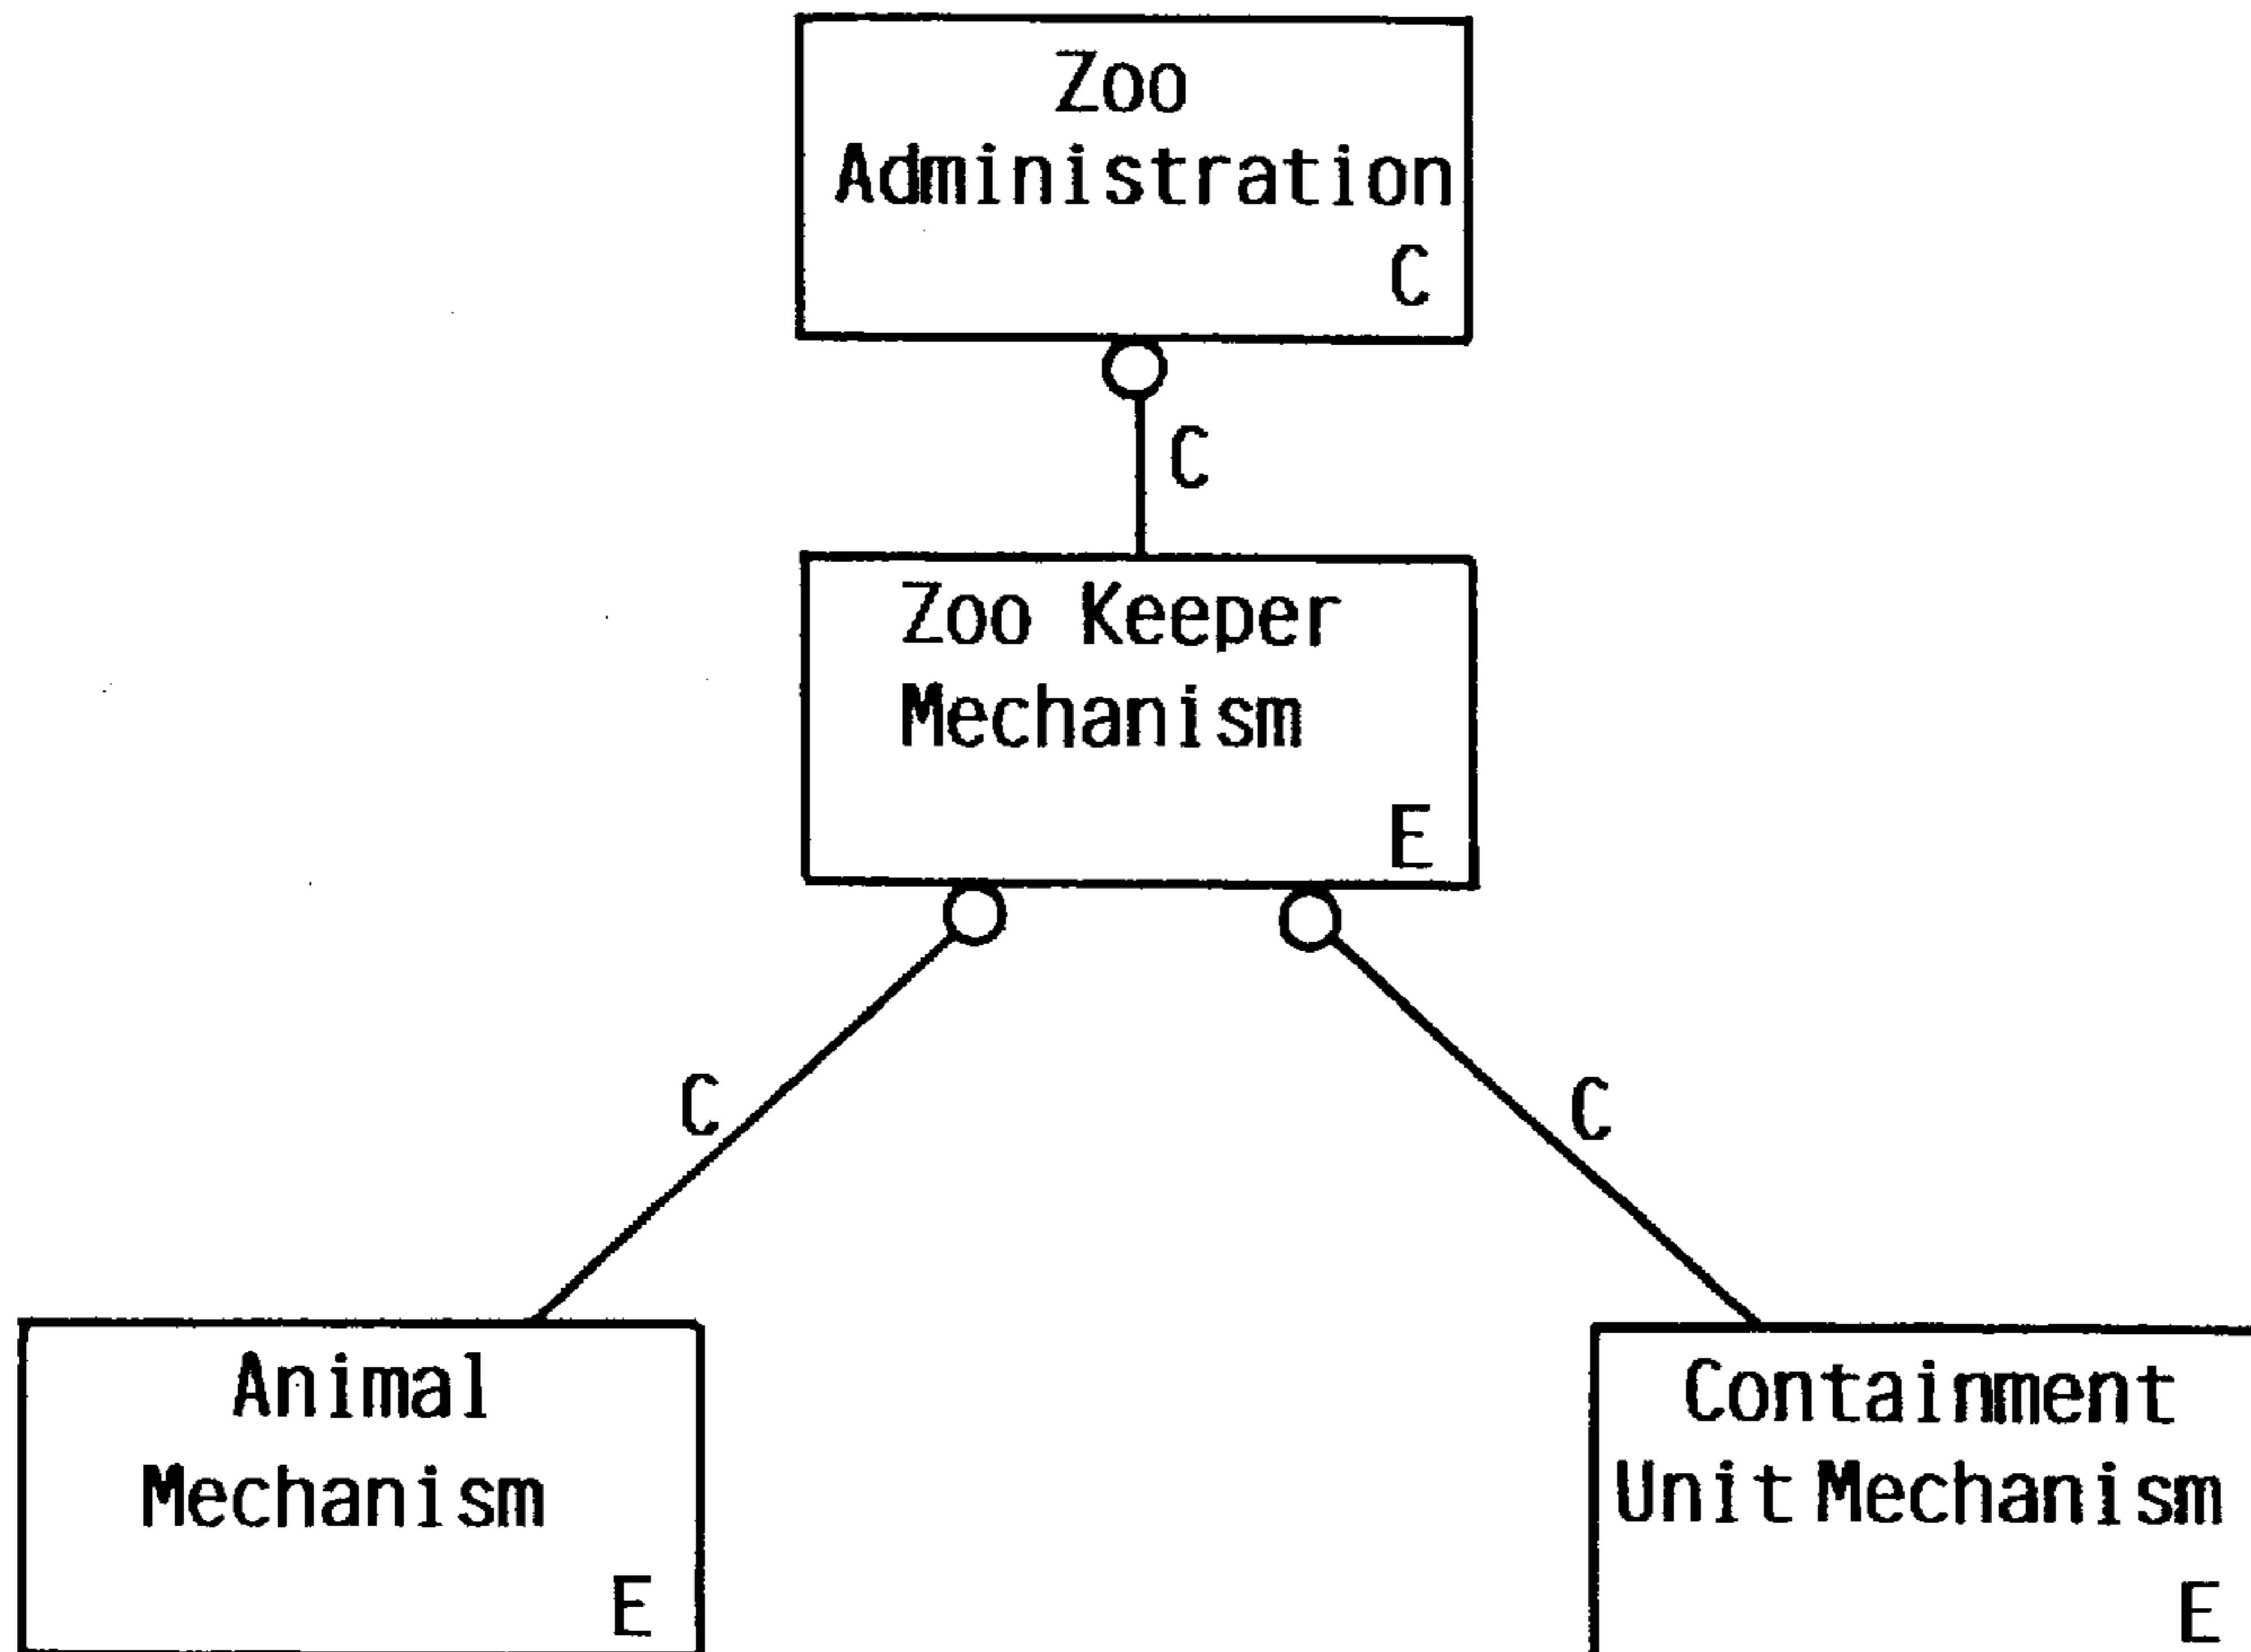 Zoo
Administration
C
C
Zoo Keeper
Mechanism
E
C
C
Animal
Mechanism
E
Containment
Unit Mechanism
E